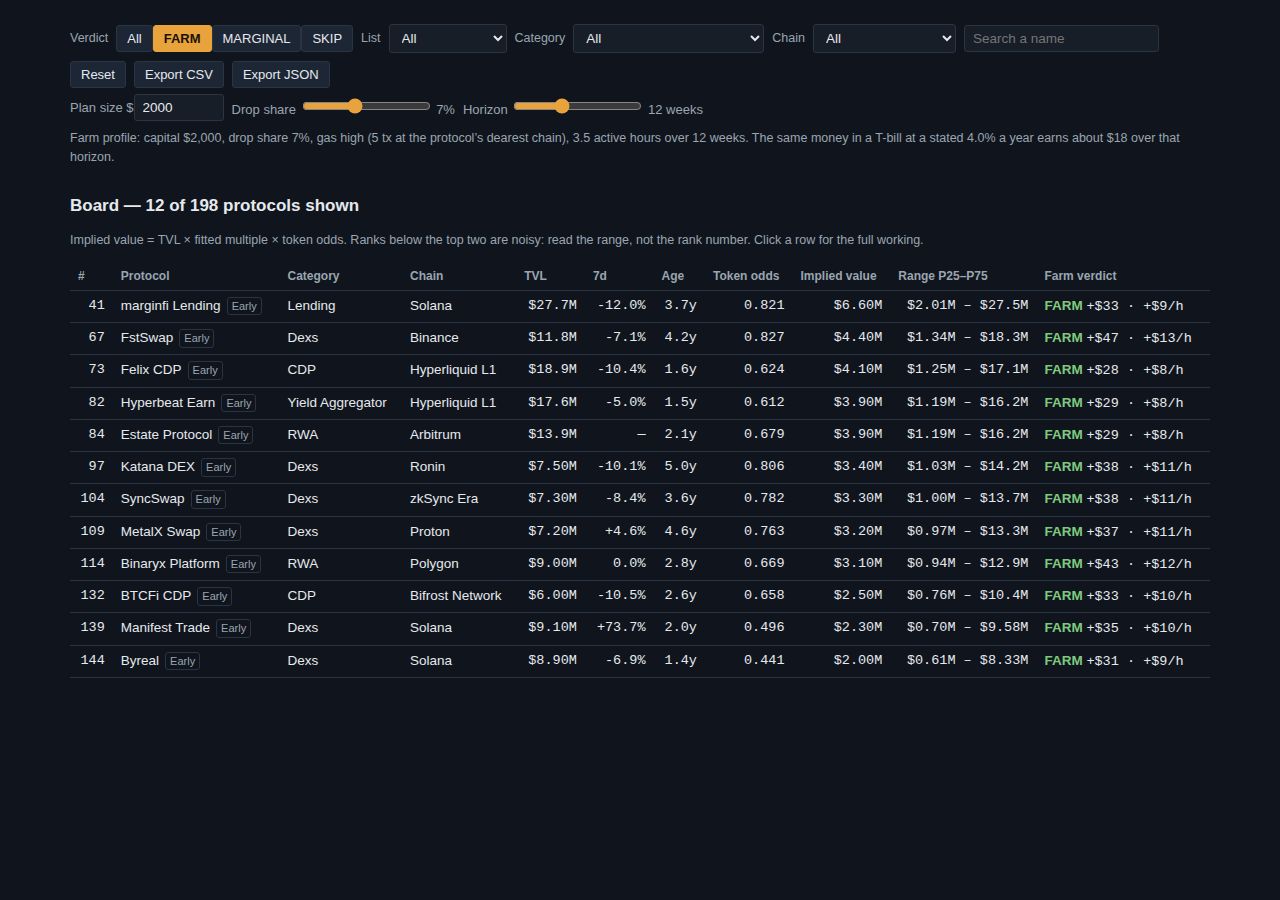 Verdict All FARM MARGINAL SKIP List All Category All Chain All Search a name
Reset Export CSV Export JSON
Plan size $ 2000 Drop share 7% Horizon 12 weeks
Farm profile: capital $2,000, drop share 7%, gas high (5 tx at the protocol's dearest chain), 3.5 active hours over 12 weeks. The same money in a T-bill at a stated 4.0% a year earns about $18 over that
horizon.
Board — 12 of 198 protocols shown
Implied value = TVL × fitted multiple × token odds. Ranks below the top two are noisy: read the range, not the rank number. Click a row for the full working.
# Protocol Category Chain TVL 7d Age Token odds Implied value Range P25–P75 Farm verdict
41 marginfi Lending Early Lending Solana $27.7M -12.0% 3.7y 0.821 $6.60M $2.01M – $27.5M FARM +$33 · +$9/h
67 FstSwap Early Dexs Binance $11.8M -7.1% 4.2y 0.827 $4.40M $1.34M – $18.3M FARM +$47 · +$13/h
73 Felix CDP Early CDP Hyperliquid L1 $18.9M -10.4% 1.6y 0.624 $4.10M $1.25M – $17.1M FARM +$28 · +$8/h
82 Hyperbeat Earn Early Yield Aggregator Hyperliquid L1 $17.6M -5.0% 1.5y 0.612 $3.90M $1.19M – $16.2M FARM +$29 · +$8/h
84 Estate Protocol Early RWA Arbitrum $13.9M — 2.1y 0.679 $3.90M $1.19M – $16.2M FARM +$29 · +$8/h
97 Katana DEX Early Dexs Ronin $7.50M -10.1% 5.0y 0.806 $3.40M $1.03M – $14.2M FARM +$38 · +$11/h
104 SyncSwap Early Dexs zkSync Era $7.30M -8.4% 3.6y 0.782 $3.30M $1.00M – $13.7M FARM +$38 · +$11/h
109 MetalX Swap Early Dexs Proton $7.20M +4.6% 4.6y 0.763 $3.20M $0.97M – $13.3M FARM +$37 · +$11/h
114 Binaryx Platform Early RWA Polygon $9.00M 0.0% 2.8y 0.669 $3.10M $0.94M – $12.9M FARM +$43 · +$12/h
132 BTCFi CDP Early CDP Bifrost Network $6.00M -10.5% 2.6y 0.658 $2.50M $0.76M – $10.4M FARM +$33 · +$10/h
139 Manifest Trade Early Dexs Solana $9.10M +73.7% 2.0y 0.496 $2.30M $0.70M – $9.58M FARM +$35 · +$10/h
144 Byreal Early Dexs Solana $8.90M -6.9% 1.4y 0.441 $2.00M $0.61M – $8.33M FARM +$31 · +$9/h